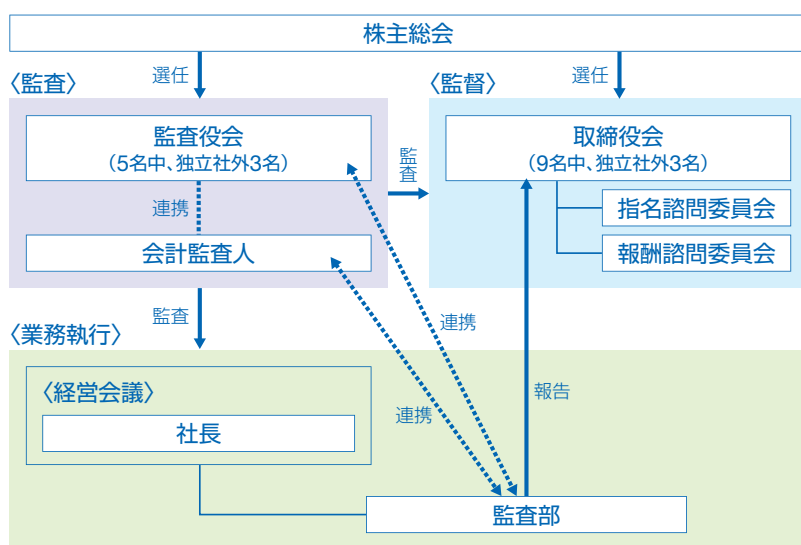 株主総会
選任
選任
〈監査〉
〈監督〉
監査役会
（5名中、独立社外3名）
監査
取締役会
（9名中、独立社外3名）
連携
指名諮問委員会
会計監査人
報酬諮問委員会
監査
連携
〈業務執行〉
〈経営会議〉
報告
連携
社長
監査部